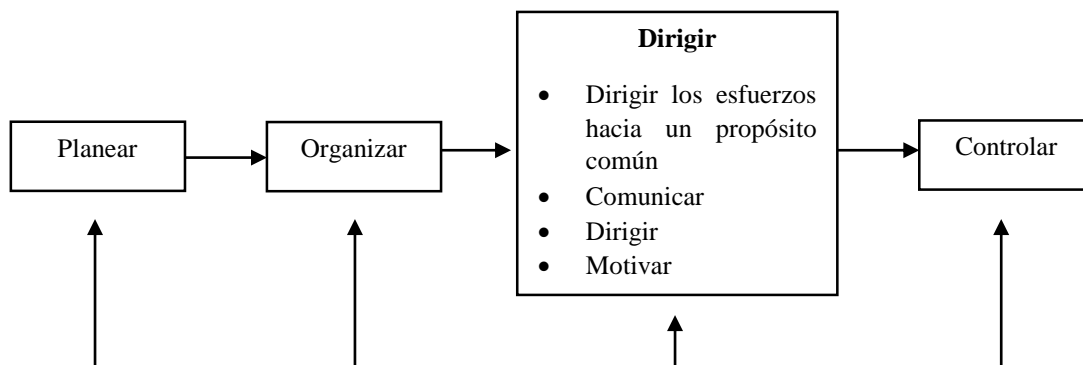 Planear
Organizar
Dirigir
• Dirigir los esfuerzos
hacia un propósito
común
• Comunicar
• Dirigir
• Motivar
Controlar